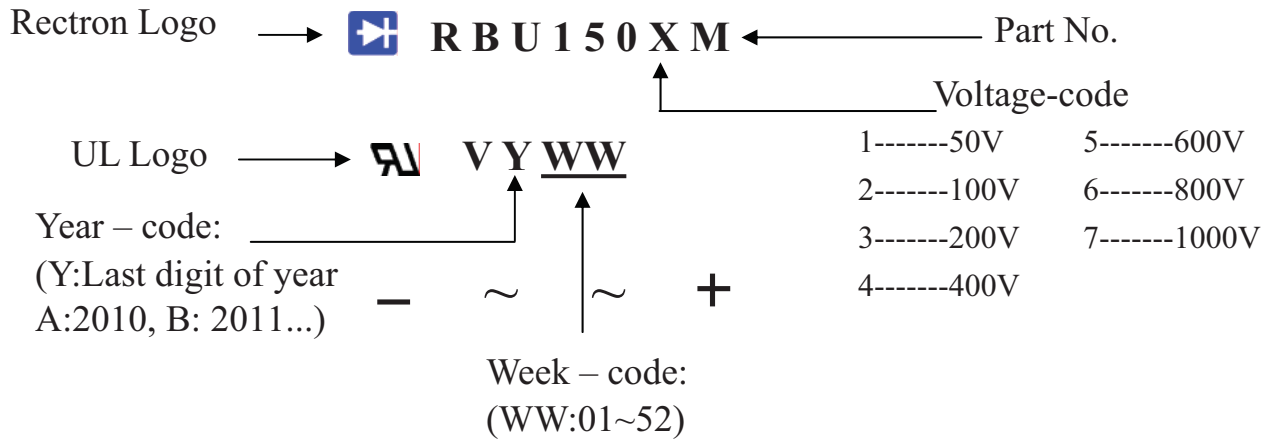 Rectron Logo
R B U 1 5 0 X M
Part No.
Voltage-code
1-------50V 5-------600V
2-------100V 6-------800V
3-------200V 7-------1000V
4-------400V
UL Logo
V Y WW
Year – code:
(Y:Last digit of year
A:2010, B: 2011...)
– ~ ~ +
Week – code:
(WW:01~52)